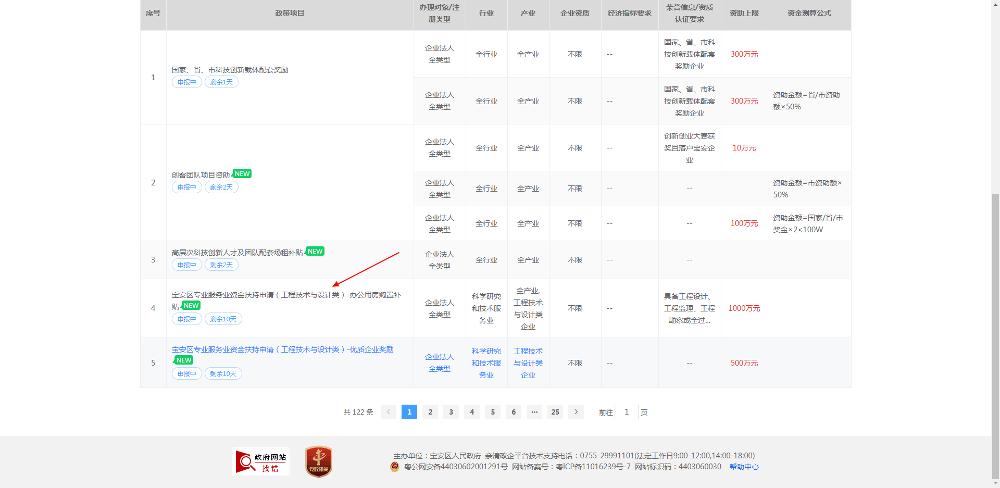 序号 政策项目 办理对象/注册类型 行业 产业 企业资质 经济指标要求 荣誉信息/资质认证要求 资助上限 资金测算公式
1
国家、省、市科技创新载体配套奖励
申报中 剩余1天
企业法人
全类型
全行业
全产业
不限
--
国家、省、市科
技创新载体配套
奖励企业
300万元
企业法人
全类型
全行业
全产业
不限
--
国家、省、市科
技创新载体配套
奖励企业
300万元
资助金额=省/市资助
额×50%
2
创客团队项目资助 NEW
申报中 剩余2天
企业法人
全类型
全行业
全产业
不限
--
创新创业大赛获
奖且落户宝安企
业
10万元
企业法人
全类型
全行业
全产业
不限
--
--
资助金额=市资助额×
50%
企业法人
全类型
全行业
全产业
不限
--
--
100万元
资助金额=国家/省/市
奖金×2<100W
3
高层次科技创新人才及团队配套场租补贴 NEW
申报中 剩余2天
企业法人
全类型
全行业
全产业
不限
--
--
4
宝安区专业服务业资金扶持申请（工程技术与设计类）-办公用房购置补
贴 NEW
申报中 剩余10天
企业法人
全类型
科学研究
和技术服
务业
全产业,
工程技术
与设计类
企业
不限
--
具备工程设计、
工程监理、工程
勘察或全过...
1000万元
5
宝安区专业服务业资金扶持申请（工程技术与设计类）-优质企业奖励
NEW
申报中 剩余10天
企业法人
全类型
科学研究
和技术服
务业
工程技术
与设计类
企业
不限
--
--
500万元
共 122 条 < 1 2 3 4 5 6 ··· 25 > 前往 1 页
政府网站
找错
党政机关
主办单位：宝安区人民政府 亲清政企平台技术支持电话：0755-29991101(法定工作日9:00-12:00,14:00-18:00)
粤公网安备44030602001291号 网站备案号：粤ICP备11016239号-7 网站标识码：4403060030 帮助中心